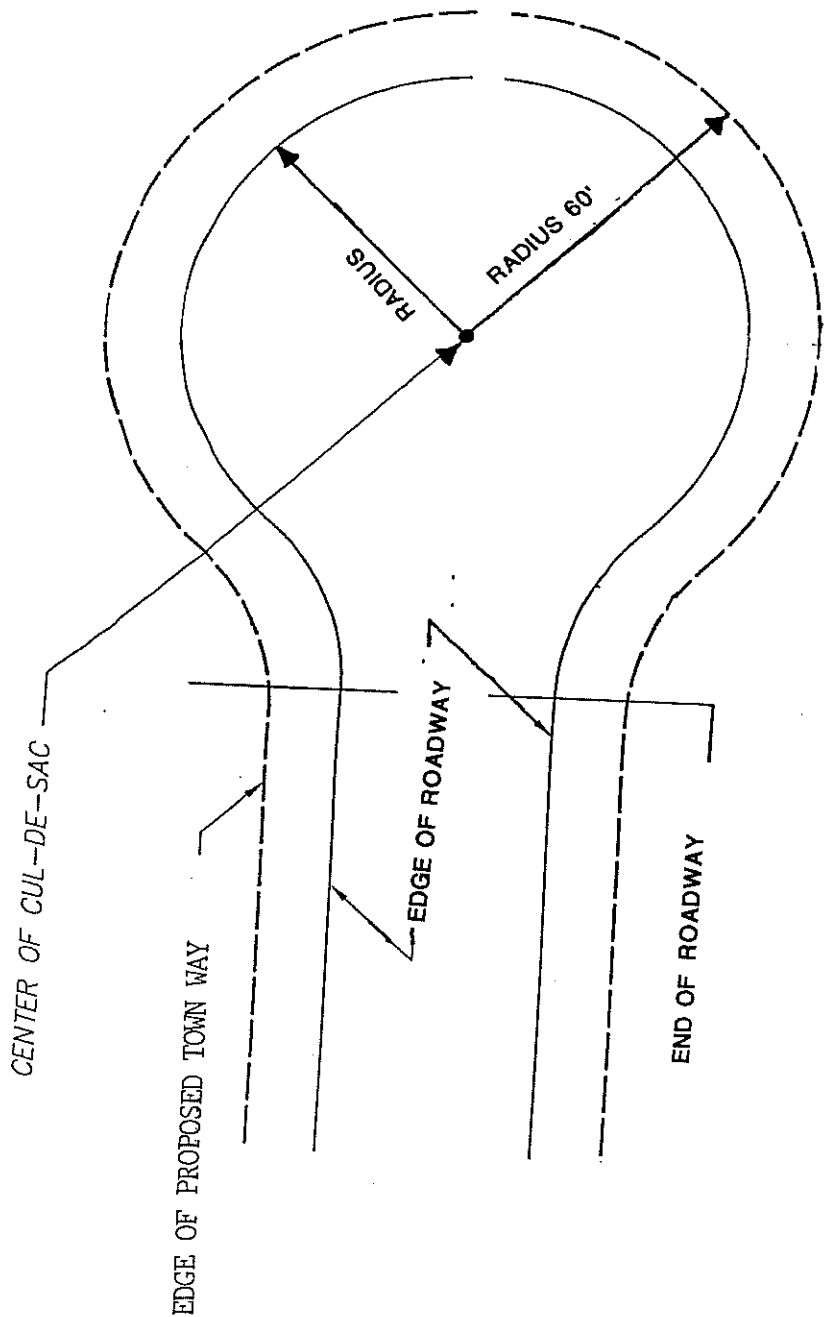 CENTER OF CUL-DE-SAC
EDGE OF PROPOSED TOWN WAY
EDGE OF ROADWAY
END OF ROADWAY
RADIUS
RADIUS 60'